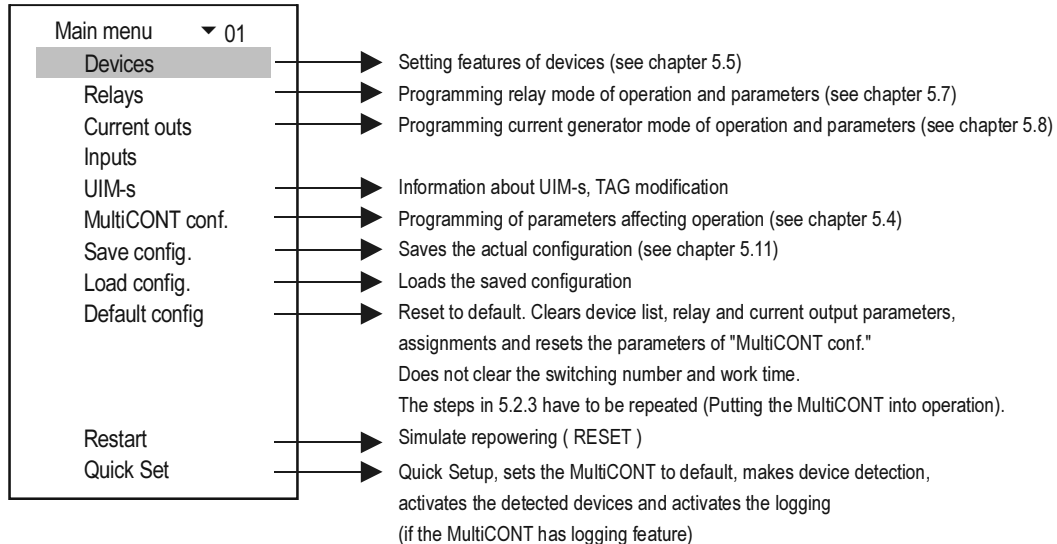 Main menu ▼ 01
Devices
Setting features of devices (see chapter 5.5)
Relays
Programming relay mode of operation and parameters (see chapter 5.7)
Current outs
Programming current generator mode of operation and parameters (see chapter 5.8)
Inputs
UIM-s
Information about UIM-s, TAG modification
MultiCONT conf.
Programming of parameters affecting operation (see chapter 5.4)
Save config.
Saves the actual configuration (see chapter 5.11)
Load config.
Loads the saved configuration
Default config
Reset to default. Clears device list, relay and current output parameters,
assignments and resets the parameters of "MultiCONT conf."
Does not clear the switching number and work time.
The steps in 5.2.3 have to be repeated (Putting the MultiCONT into operation).
Restart
Simulate repowering ( RESET )
Quick Set
Quick Setup, sets the MultiCONT to default, makes device detection,
activates the detected devices and activates the logging
(if the MultiCONT has logging feature)